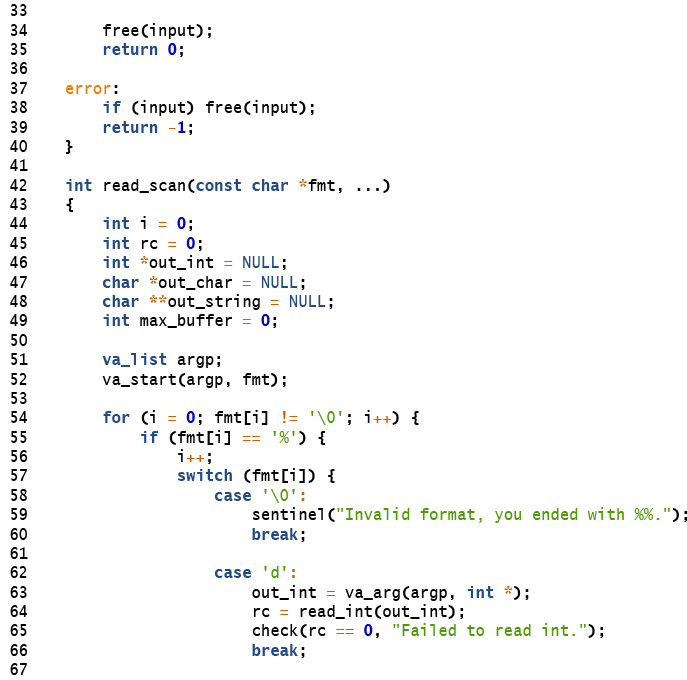 33
34 free(input);
35 return 0;
36
37 error:
38 if (input) free(input);
39 return -1;
40 }
41
42 int read_scan(const char *fmt, ...)
43 {
44 int i = 0;
45 int rc = 0;
46 int *out_int = NULL;
47 char *out_char = NULL;
48 char **out_string = NULL;
49 int max_buffer = 0;
50
51 va_list argp;
52 va_start(argp, fmt);
53
54 for (i = 0; fmt[i] != '\0'; i++) {
55 if (fmt[i] == '%') {
56 i++;
57 switch (fmt[i]) {
58 case '\0':
59 sentinel("Invalid format, you ended with %%.");
60 break;
61
62 case 'd':
63 out_int = va_arg(argp, int *);
64 rc = read_int(out_int);
65 check(rc == 0, "Failed to read int.");
66 break;
67